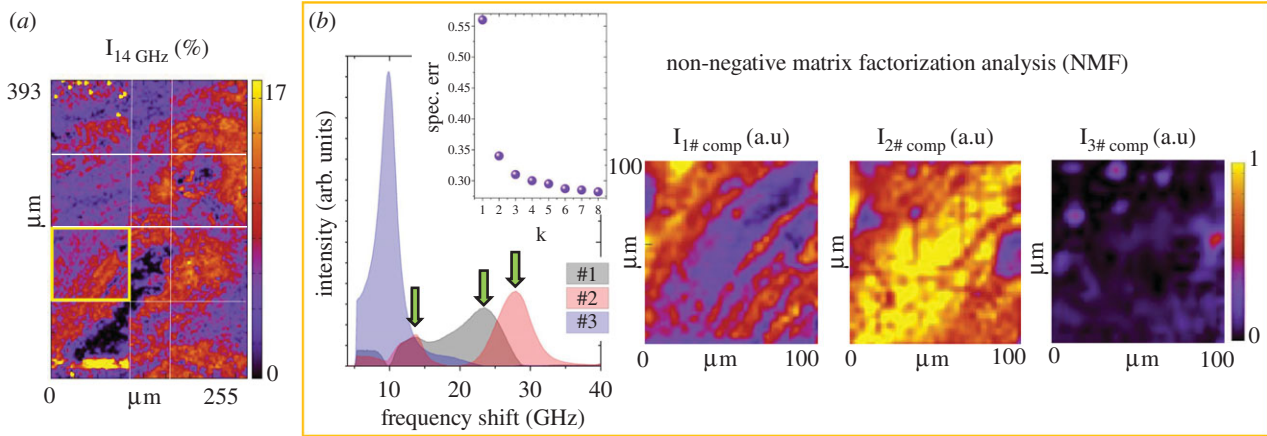 (a)
I14 GHz (%)
393
µm
0
µm
255
17
0
(b)
intensity (arb. units)
10
20
30
40
frequency shift (GHz)
#1
#2
#3
spec. err
0.55
0.50
0.45
0.40
0.35
0.30
1 2 3 4 5 6 7 8
k
non-negative matrix factorization analysis (NMF)
I1# comp (a.u)
100
µm
0
µm
100
I2# comp (a.u)
µm
0
µm
100
I3# comp (a.u)
µm
0
µm
100
1
0